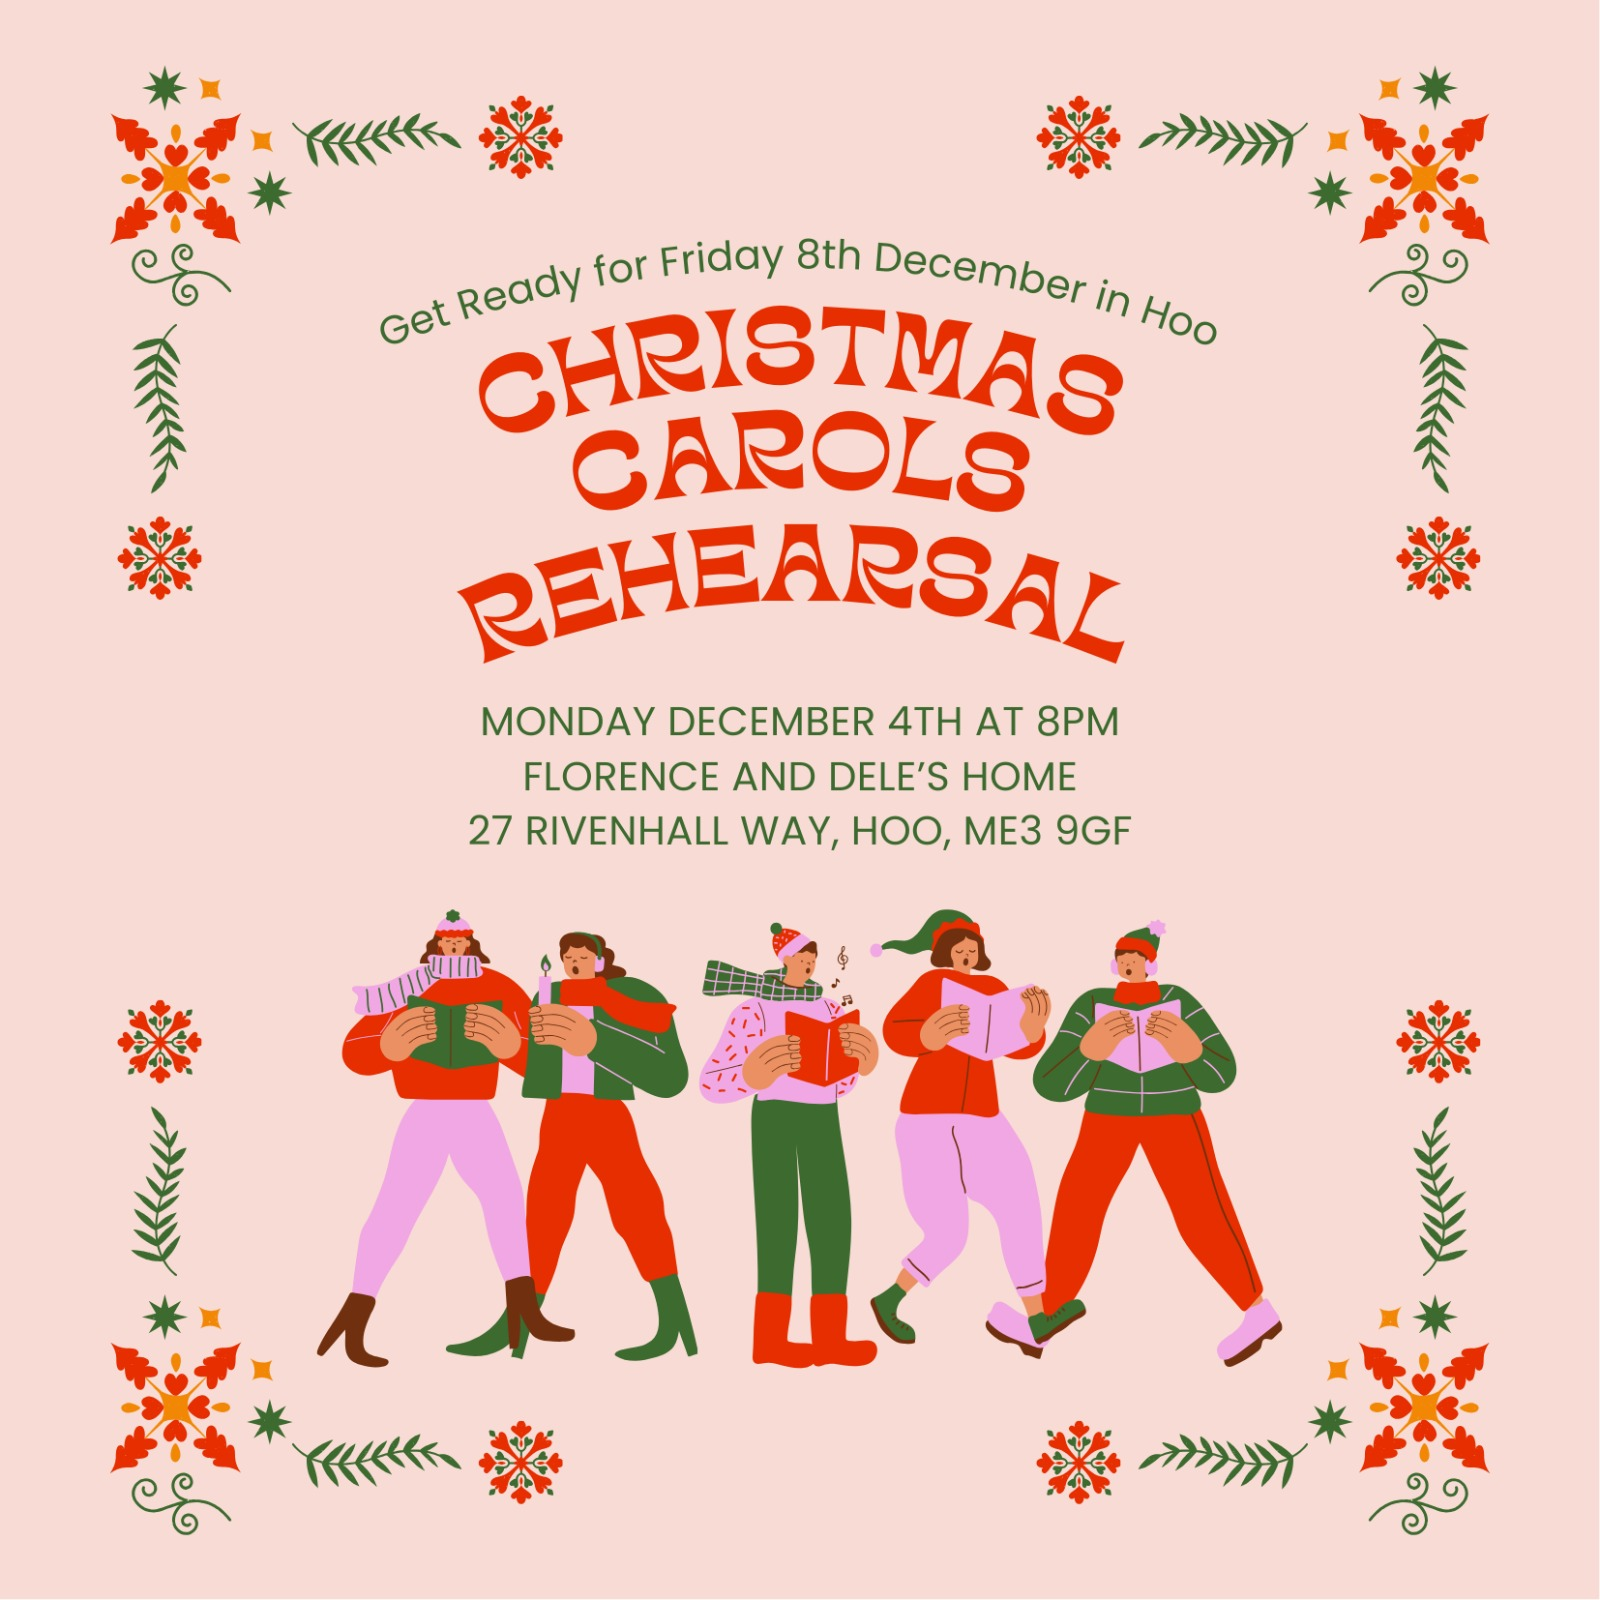 Get Ready for Friday 8th December in Hoo
CHRISTMAS
CAROLS
REHEARSAL
MONDAY DECEMBER 4TH AT 8PM
FLORENCE AND DELE’S HOME
27 RIVENHALL WAY, HOO, ME3 9GF